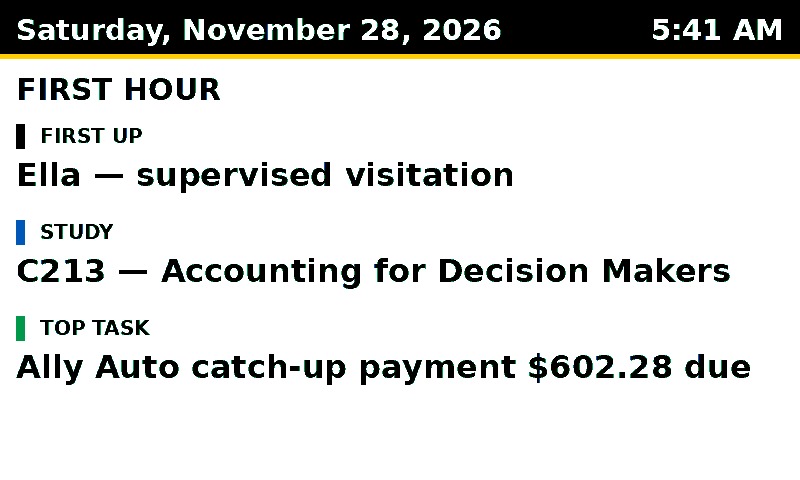 Saturday, November 28, 2026 5:41 AM
FIRST HOUR
FIRST UP
Ella — supervised visitation
STUDY
C213 — Accounting for Decision Makers
TOP TASK
Ally Auto catch-up payment $602.28 due